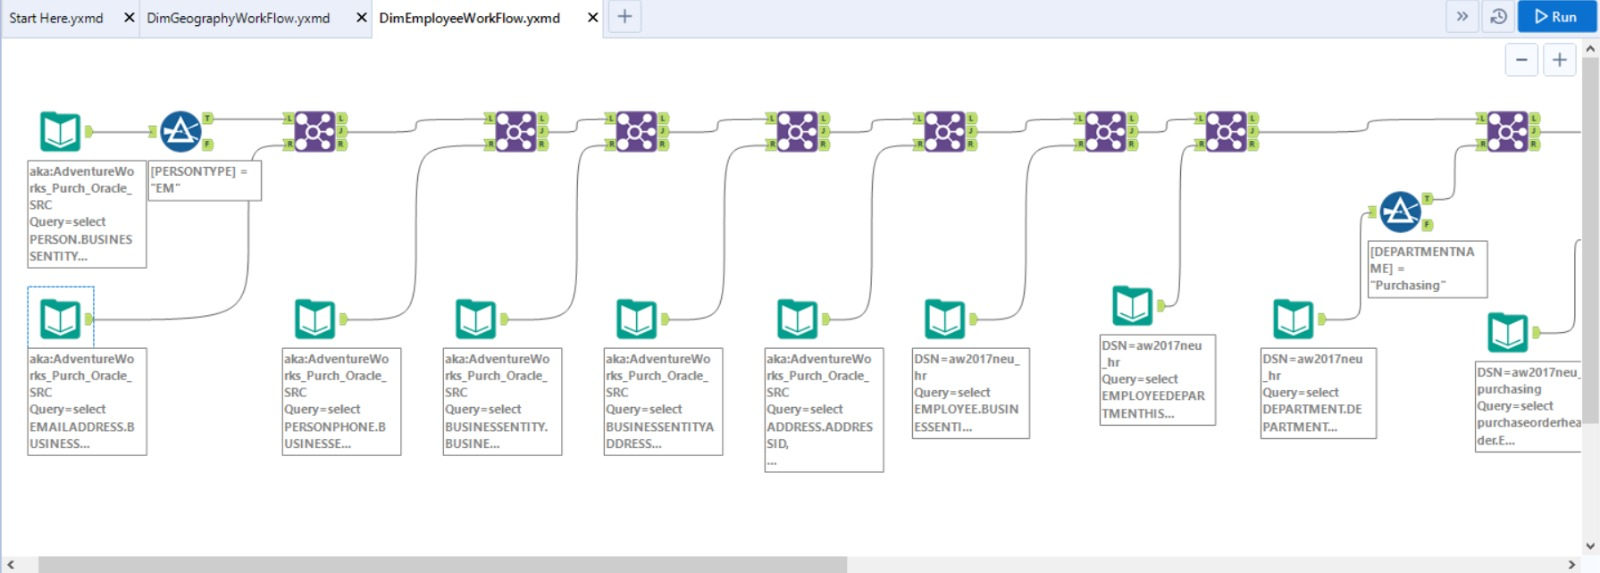 Start Here.yxmd
DimGeographyWorkFlow.yxmd
DimEmployeeWorkFlow.yxmd
Run
T
F
L
R
L
J
R
L
R
L
J
R
L
R
L
J
R
L
R
L
J
R
L
R
L
J
R
L
R
L
J
R
L
R
L
J
R
L
R
L
J
R
aka:AdventureWo
rks_Purch_Oracle_
SRC
Query=select
PERSON.BUSINES
SENTITY...
[PERSONTYPE] =
"EM"
T
F
[DEPARTMENTNA
ME] =
"Purchasing"
aka:AdventureWo
rks_Purch_Oracle_
SRC
Query=select
EMAILADDRESS.B
USINESS...
aka:AdventureWo
rks_Purch_Oracle_
SRC
Query=select
PERSONPHONE.B
USINESSE...
aka:AdventureWo
rks_Purch_Oracle_
SRC
Query=select
BUSINESSENTITY.
BUSINE...
aka:AdventureWo
rks_Purch_Oracle_
SRC
Query=select
BUSINESSENTITYA
DDRESS...
aka:AdventureWo
rks_Purch_Oracle_
SRC
Query=select
ADDRESS.ADDRES
SID,
...
DSN=aw2017neu_
hr
Query=select
EMPLOYEE.BUSIN
ESSENTI...
DSN=aw2017neu
_hr
Query=select
EMPLOYEEDEPAR
TMENTHIS...
DSN=aw2017neu
_hr
Query=select
DEPARTMENT.DE
PARTMENT...
DSN=aw2017neu_
purchasing
Query=select
purchaseorderhea
der.E...